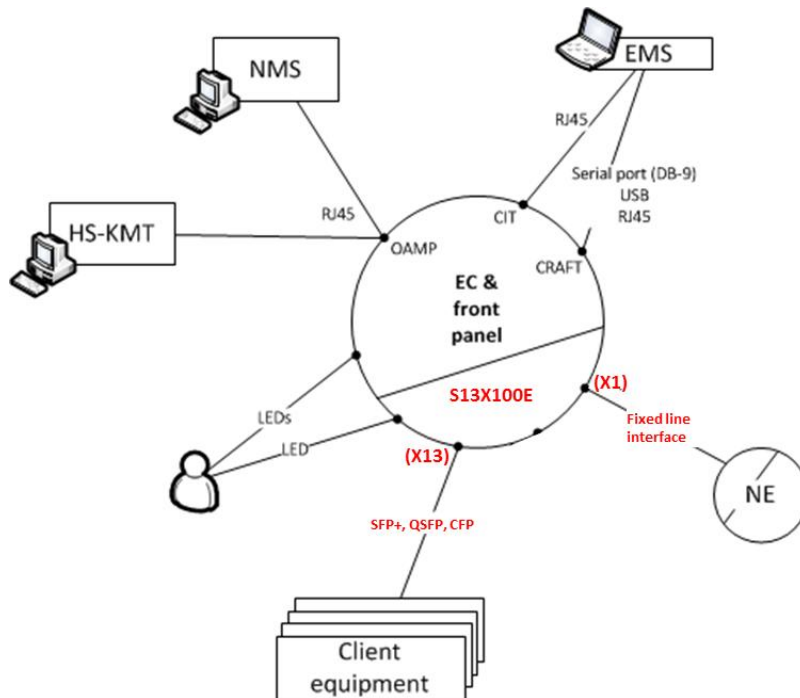 NMS
EMS
RJ45
Serial port (DB-9)
USB
RJ45
HS-KMT
RJ45
OAMP
CIT
CRAFT
EC &
front
panel
S13X100E
(X1)
Fixed line
interface
LEDs
LED
(X13)
NE
SFP+, QSFP, CFP
Client
equipment